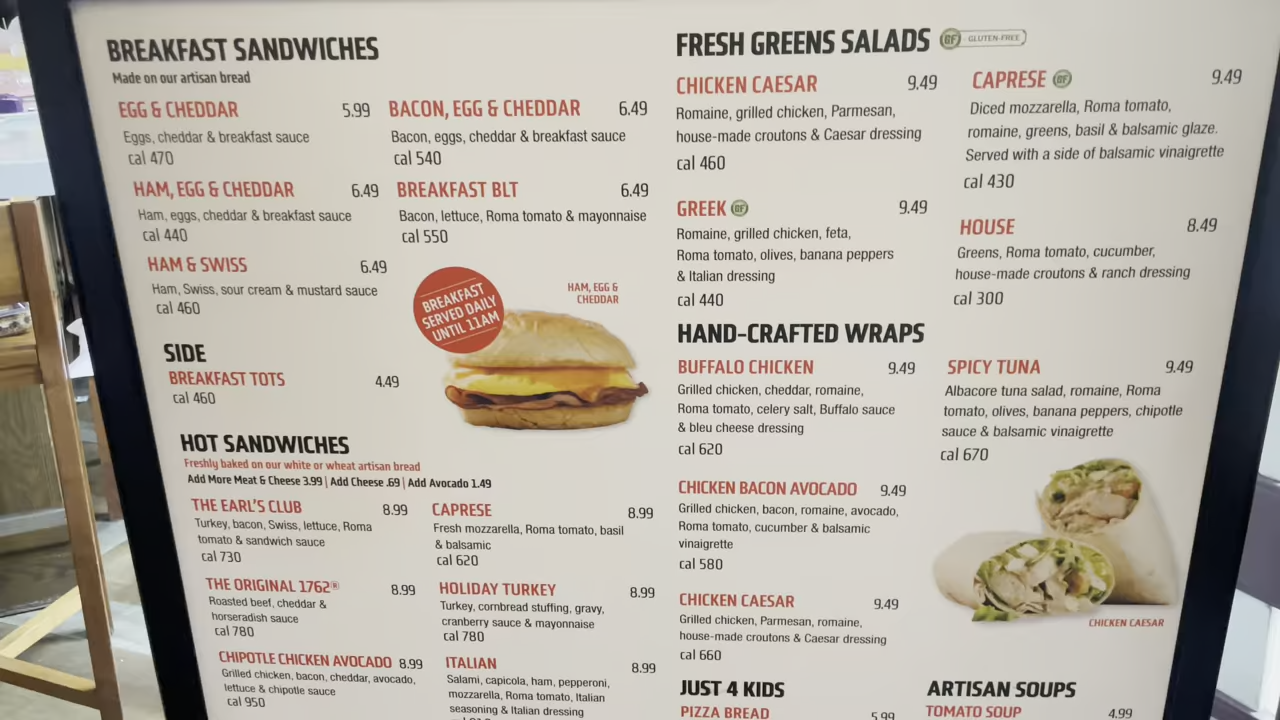 BREAKFAST SANDWICHES
Made on our artisan bread
EGG & CHEDDAR 5.99
Eggs, cheddar & breakfast sauce
cal 470
BACON, EGG & CHEDDAR 6.49
Bacon, eggs, cheddar & breakfast sauce
cal 540
HAM, EGG & CHEDDAR 6.49
Ham, eggs, cheddar & breakfast sauce
cal 440
BREAKFAST BLT 6.49
Bacon, lettuce, Roma tomato & mayonnaise
cal 550
HAM & SWISS 6.49
Ham, Swiss, sour cream & mustard sauce
cal 460
BREAKFAST
SERVED DAILY
UNTIL 11AM
HAM, EGG &
CHEDDAR
SIDE
BREAKFAST TOTS 4.49
cal 460
HOT SANDWICHES
Freshly baked on our white or wheat artisan bread
Add More Meat & Cheese 3.99 | Add Cheese .69 | Add Avocado 1.49
THE EARL'S CLUB 8.99
Turkey, bacon, Swiss, lettuce, Roma
tomato & sandwich sauce
cal 730
CAPRESE 8.99
Fresh mozzarella, Roma tomato, basil
& balsamic
cal 620
THE ORIGINAL 1762® 8.99
Roasted beef, cheddar &
horseradish sauce
cal 780
HOLIDAY TURKEY 8.99
Turkey, cornbread stuffing, gravy,
cranberry sauce & mayonnaise
cal 780
CHIPOTLE CHICKEN AVOCADO 8.99
Grilled chicken, bacon, cheddar, avocado,
lettuce & chipotle sauce
cal 950
ITALIAN 8.99
Salami, capicola, ham, pepperoni,
mozzarella, Roma tomato, Italian
seasoning & Italian dressing
FRESH GREENS SALADS GF GLUTEN-FREE
CHICKEN CAESAR 9.49
Romaine, grilled chicken, Parmesan,
house-made croutons & Caesar dressing
cal 460
CAPRESE GF 9.49
Diced mozzarella, Roma tomato,
romaine, greens, basil & balsamic glaze.
Served with a side of balsamic vinaigrette
cal 430
GREEK GF 9.49
Romaine, grilled chicken, feta,
Roma tomato, olives, banana peppers
& Italian dressing
cal 440
HOUSE 8.49
Greens, Roma tomato, cucumber,
house-made croutons & ranch dressing
cal 300
HAND-CRAFTED WRAPS
BUFFALO CHICKEN 9.49
Grilled chicken, cheddar, romaine,
Roma tomato, celery salt, Buffalo sauce
& bleu cheese dressing
cal 620
SPICY TUNA 9.49
Albacore tuna salad, romaine, Roma
tomato, olives, banana peppers, chipotle
sauce & balsamic vinaigrette
cal 670
CHICKEN BACON AVOCADO 9.49
Grilled chicken, bacon, romaine, avocado,
Roma tomato, cucumber & balsamic
vinaigrette
cal 580
CHICKEN CAESAR 9.49
Grilled chicken, Parmesan, romaine,
house-made croutons & Caesar dressing
cal 660
CHICKEN CAESAR
JUST 4 KIDS
PIZZA BREAD 5.99
ARTISAN SOUPS
TOMATO SOUP 4.99